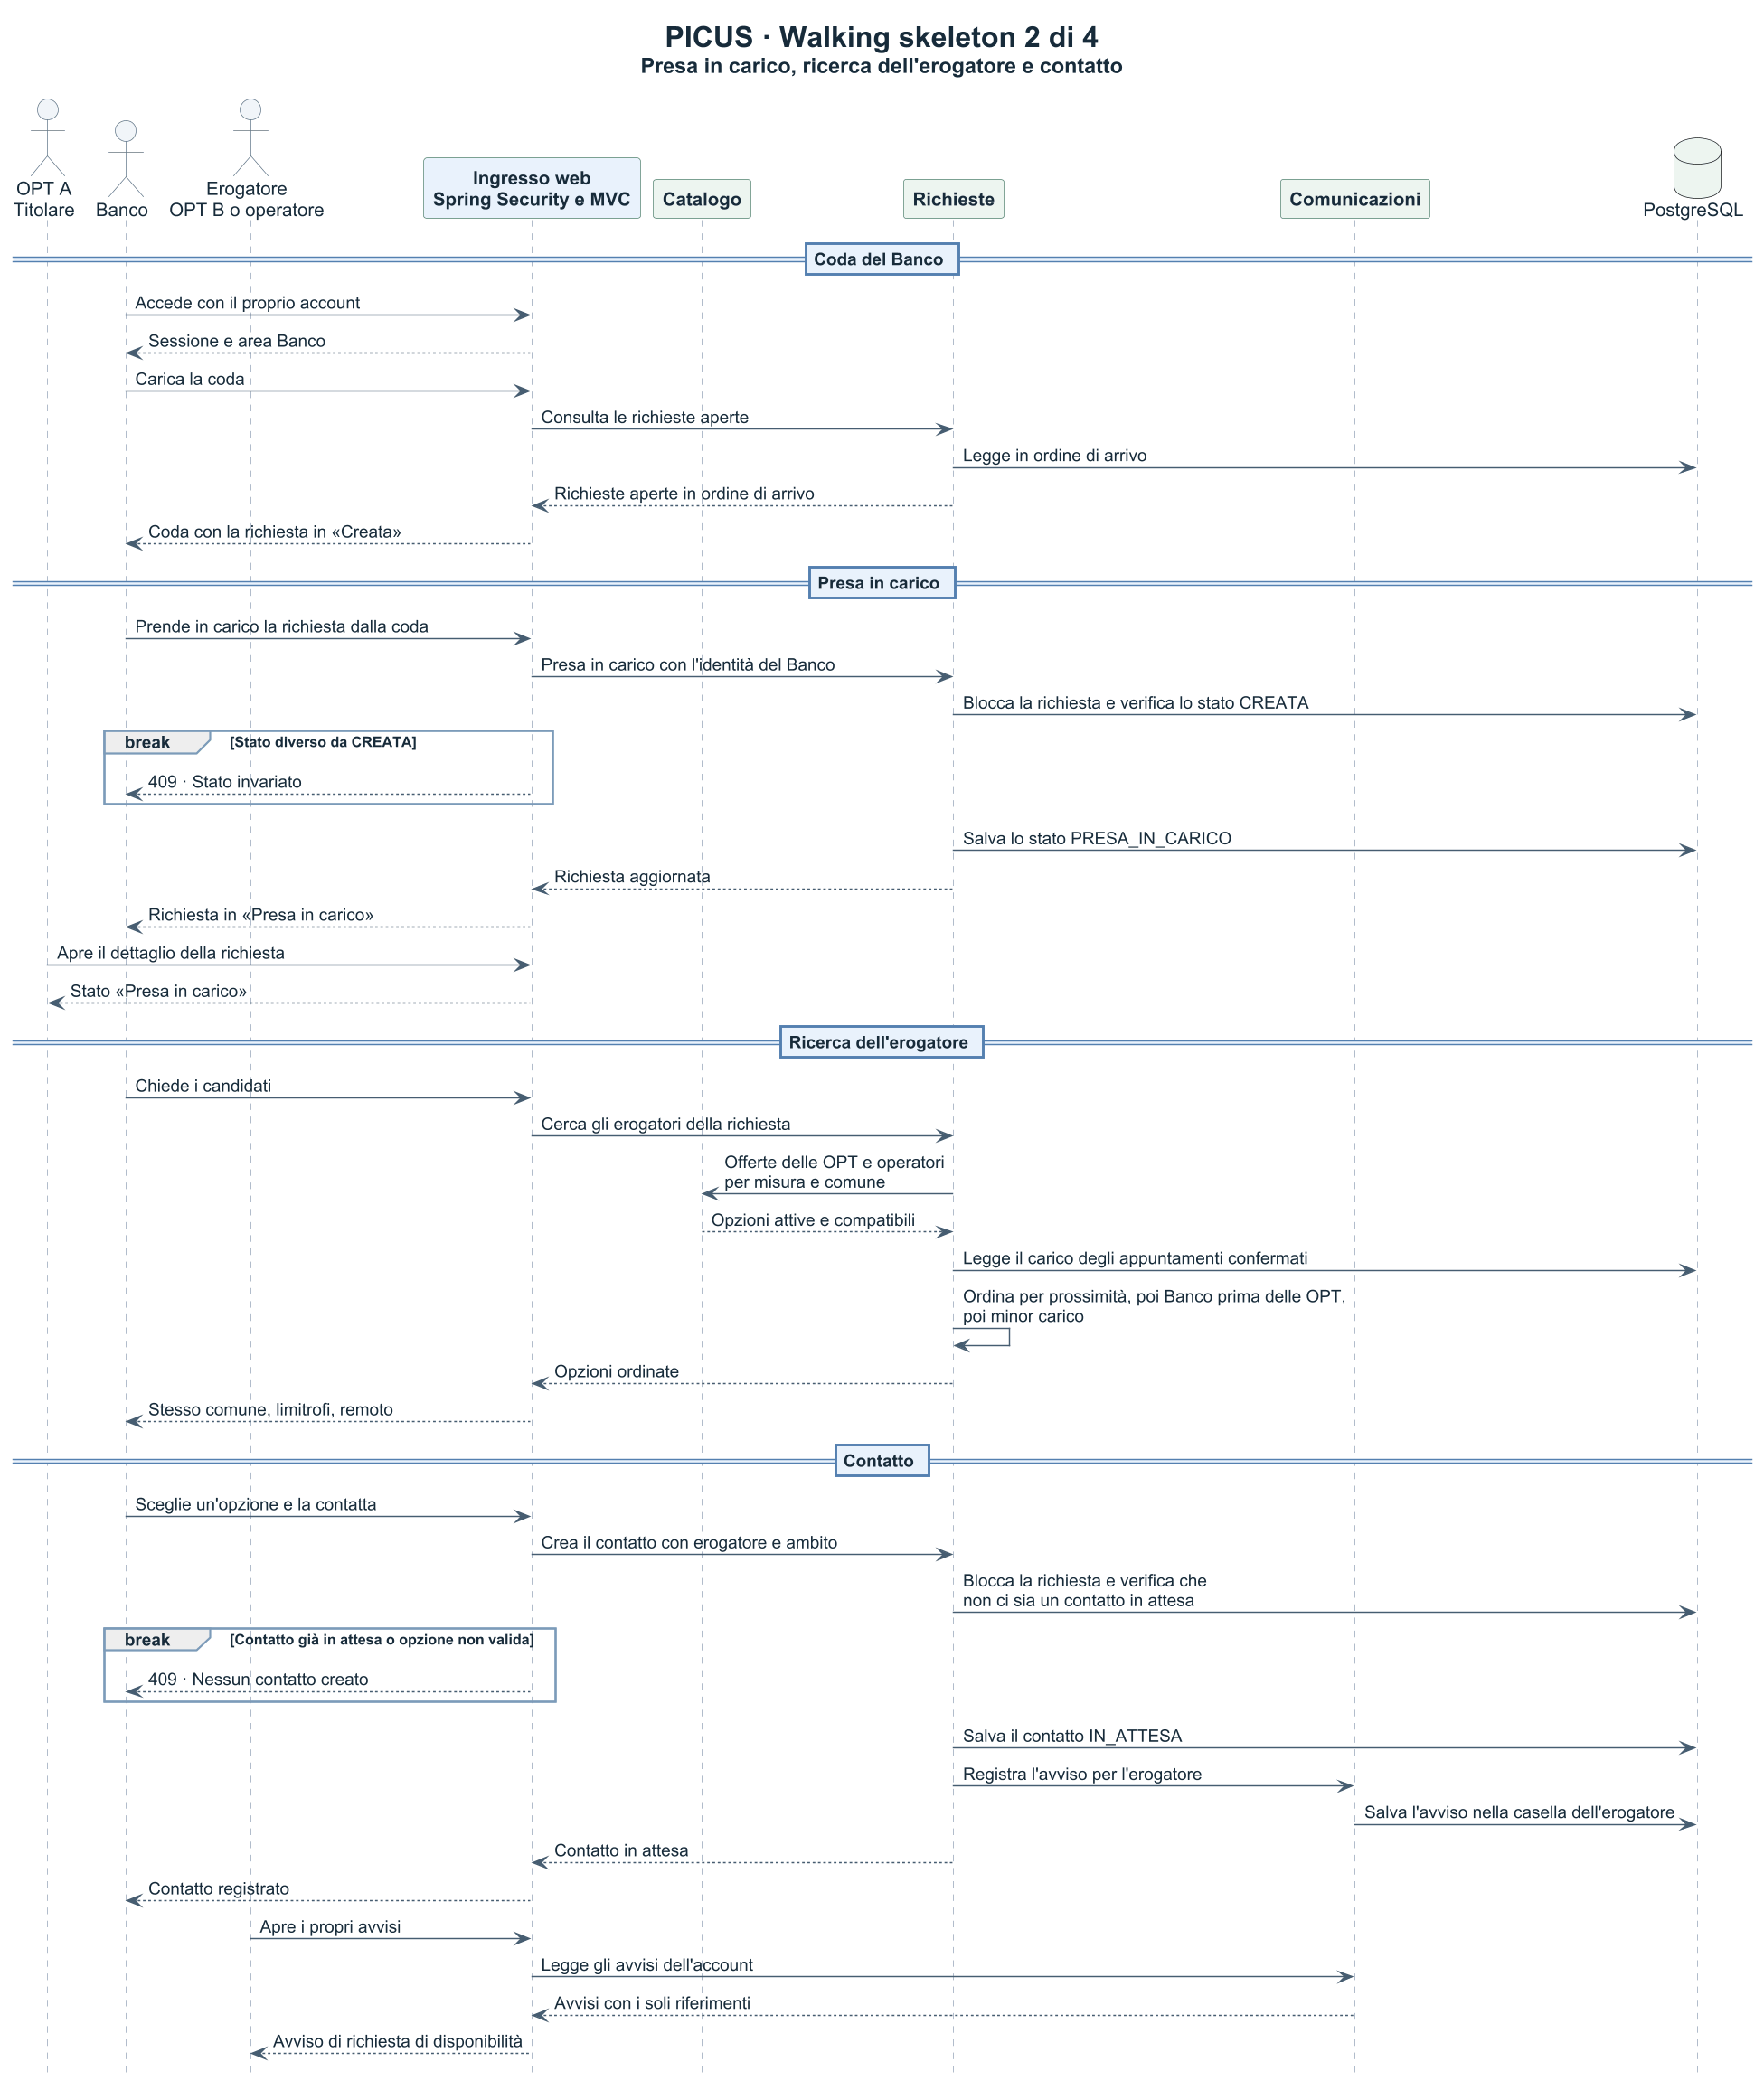 PICUS · Walking skeleton 2 di 4
Presa in carico, ricerca dell'erogatore e contatto
OPT A
Titolare
Banco
Erogatore
OPT B o operatore
Ingresso web
Spring Security e MVC
Catalogo
Richieste
Comunicazioni
PostgreSQL
Coda del Banco
Accede con il proprio account
Sessione e area Banco
Carica la coda
Consulta le richieste aperte
Legge in ordine di arrivo
Richieste aperte in ordine di arrivo
Coda con la richiesta in «Creata»
Presa in carico
Prende in carico la richiesta dalla coda
Presa in carico con l'identità del Banco
Blocca la richiesta e verifica lo stato CREATA
break [Stato diverso da CREATA]
409 · Stato invariato
Salva lo stato PRESA_IN_CARICO
Richiesta aggiornata
Richiesta in «Presa in carico»
Apre il dettaglio della richiesta
Stato «Presa in carico»
Ricerca dell'erogatore
Chiede i candidati
Cerca gli erogatori della richiesta
Offerte delle OPT e operatori
per misura e comune
Opzioni attive e compatibili
Legge il carico degli appuntamenti confermati
Ordina per prossimità, poi Banco prima delle OPT,
poi minor carico
Opzioni ordinate
Stesso comune, limitrofi, remoto
Contatto
Sceglie un'opzione e la contatta
Crea il contatto con erogatore e ambito
Blocca la richiesta e verifica che
non ci sia un contatto in attesa
break [Contatto già in attesa o opzione non valida]
409 · Nessun contatto creato
Salva il contatto IN_ATTESA
Registra l'avviso per l'erogatore
Salva l'avviso nella casella dell'erogatore
Contatto in attesa
Contatto registrato
Apre i propri avvisi
Legge gli avvisi dell'account
Avvisi con i soli riferimenti
Avviso di richiesta di disponibilità